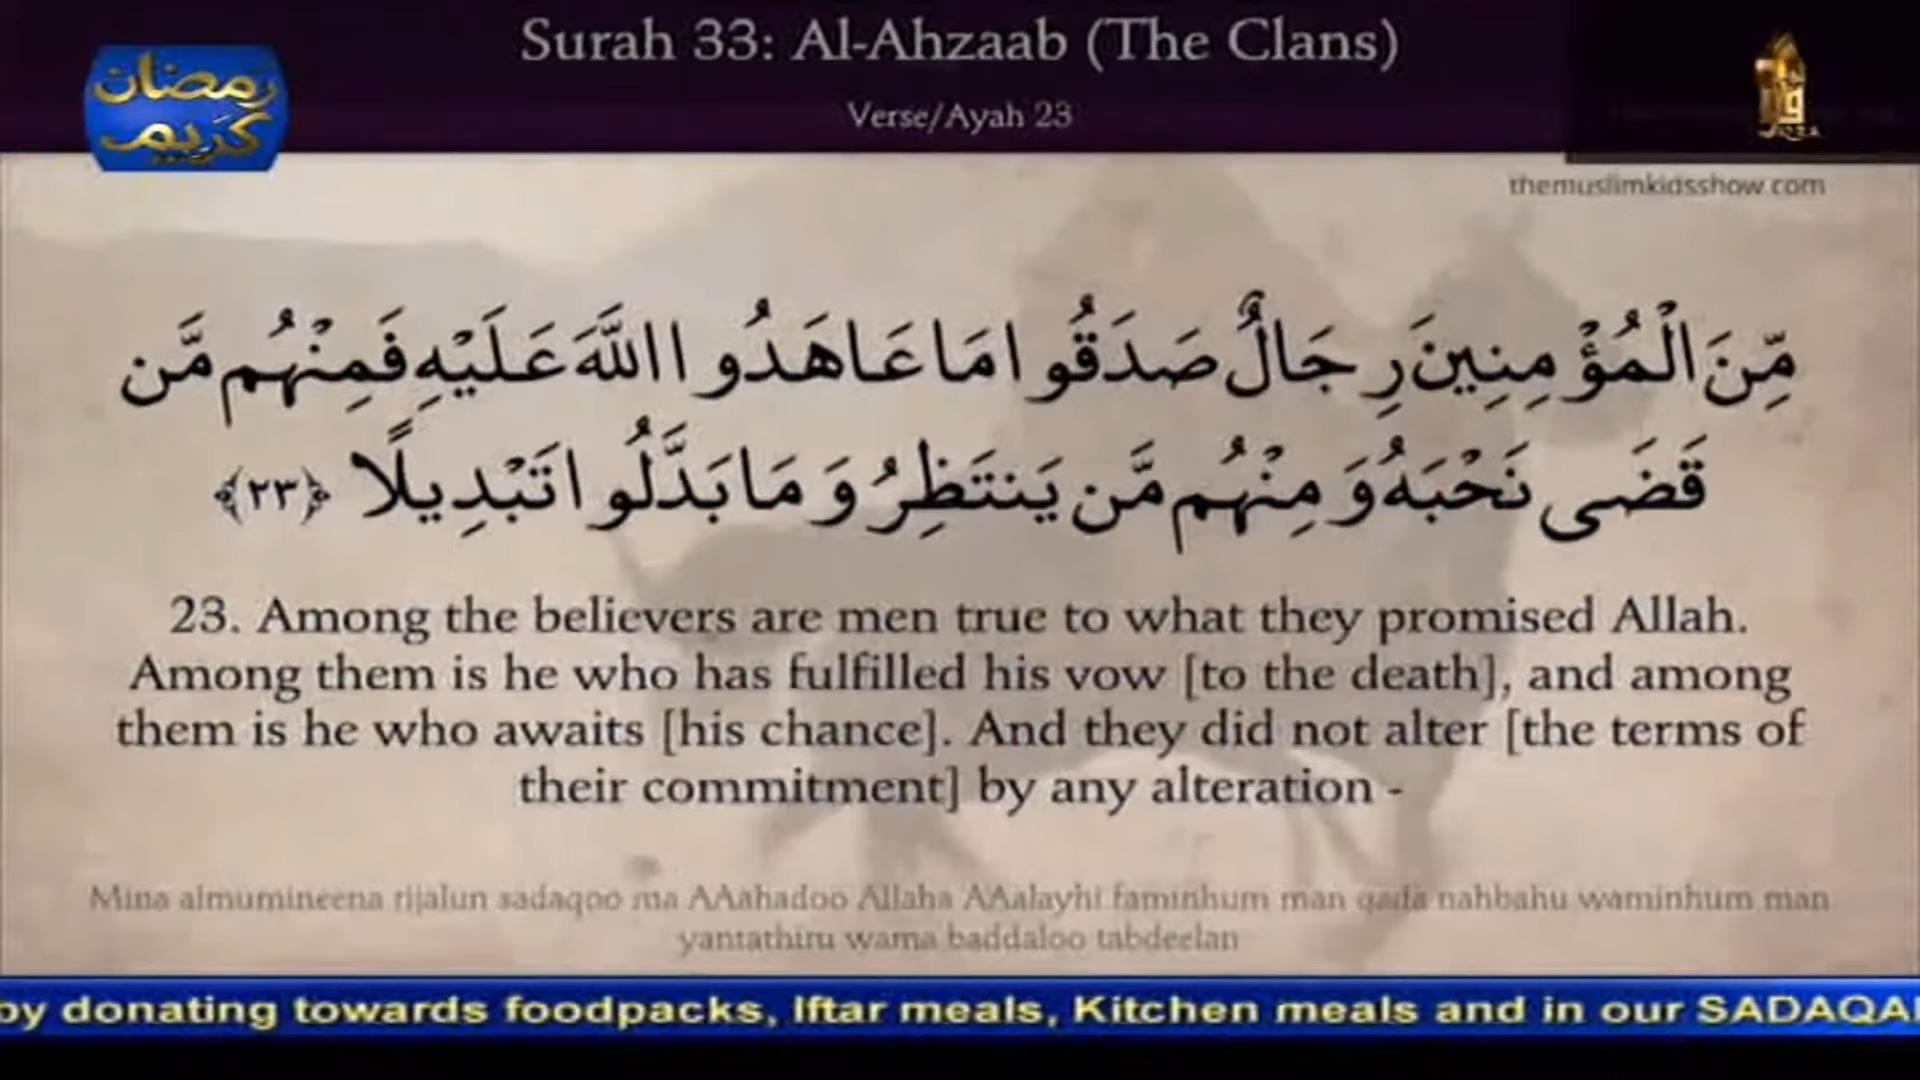 Surah 33: Al-Ahzaab (The Clans)
رمضان
كريم
Verse/Ayah 23
themuslimkidsshow.com
مِّنَ الْمُؤْمِنِينَ رِجَالٌ صَدَقُوا مَا عَاهَدُوا اللَّهَ عَلَيْهِ فَمِنْهُم مَّن
قَضَى نَحْبَهُ وَمِنْهُم مَّن يَنتَظِرُ وَمَا بَدَّلُوا تَبْدِيلًا ﴿٢٣﴾
23. Among the believers are men true to what they promised Allah.
Among them is he who has fulfilled his vow [to the death], and among
them is he who awaits [his chance]. And they did not alter [the terms of
their commitment] by any alteration -
Mina almumineena rijalun sadaqoo ma AAahadoo Allaha AAalayhi faminhum man qada nahbahu waminhum man
yantathiru wama baddaloo tabdeelan
by donating towards foodpacks, Iftar meals, Kitchen meals and in our SADAQA